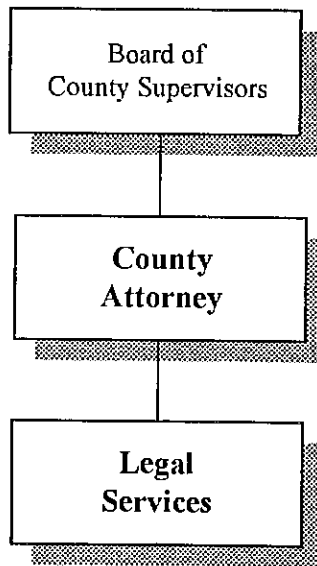 Board of
County Supervisors
County
Attorney
Legal
Services